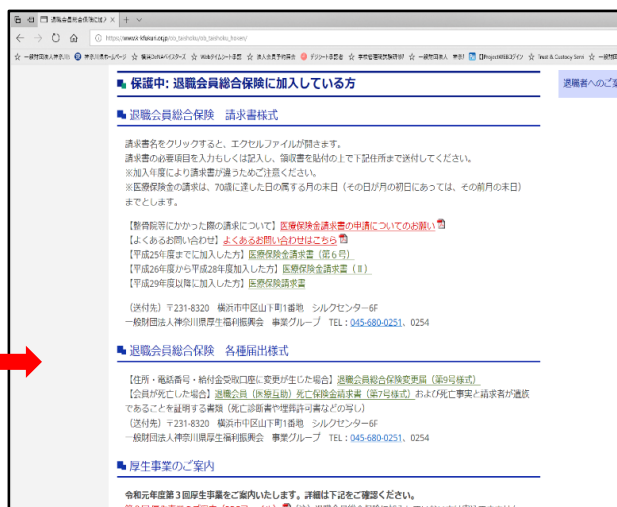 保護中: 退職会員総合保険に加入している方
退職者へのご案
退職会員総合保険　請求書様式
請求書名をクリックすると、エクセルファイルが開きます。
請求書の必要項目を入力もしくは記入し、領収書を貼付の上で下記住所まで送付してください。
※加入年度により請求書が違うためご注意ください。
※医療保険金の請求は、70歳に達した日の属する月の末日（その日が月の初日にあっては、その前月の末日）
までとします。
【整骨院等にかかった際の請求について】医療保険金請求書の申請についてのお願い
【よくあるお問い合わせ】よくあるお問い合わせはこちら
【平成25年度までに加入した方】医療保険金請求書（第6号）
【平成26年度から平成28年度加入した方】医療保険金請求書（Ⅱ）
【平成29年度以降に加入した方】医療保険請求書
（送付先）〒231-8320　横浜市中区山下町1番地　シルクセンター6F
一般財団法人神奈川県厚生福利振興会　事業グループ　TEL：045-680-0251、0254
退職会員総合保険　各種届出様式
【住所・電話番号・給付金受取口座に変更が生じた場合】退職会員総合保険変更届（第9号様式）
【会員が死亡した場合】退職会員（医療互助）死亡保険金請求書（第7号様式）および死亡事実と請求者が遺族
であることを証明する書類（死亡診断書や埋葬許可書などの写し）
（送付先）〒231-8320　横浜市中区山下町1番地　シルクセンター6F
一般財団法人神奈川県厚生福利振興会　事業グループ　TEL：045-680-0251、0254
厚生事業のご案内
令和元年度第3回厚生事業をご案内いたします。詳細は下記をご確認ください。